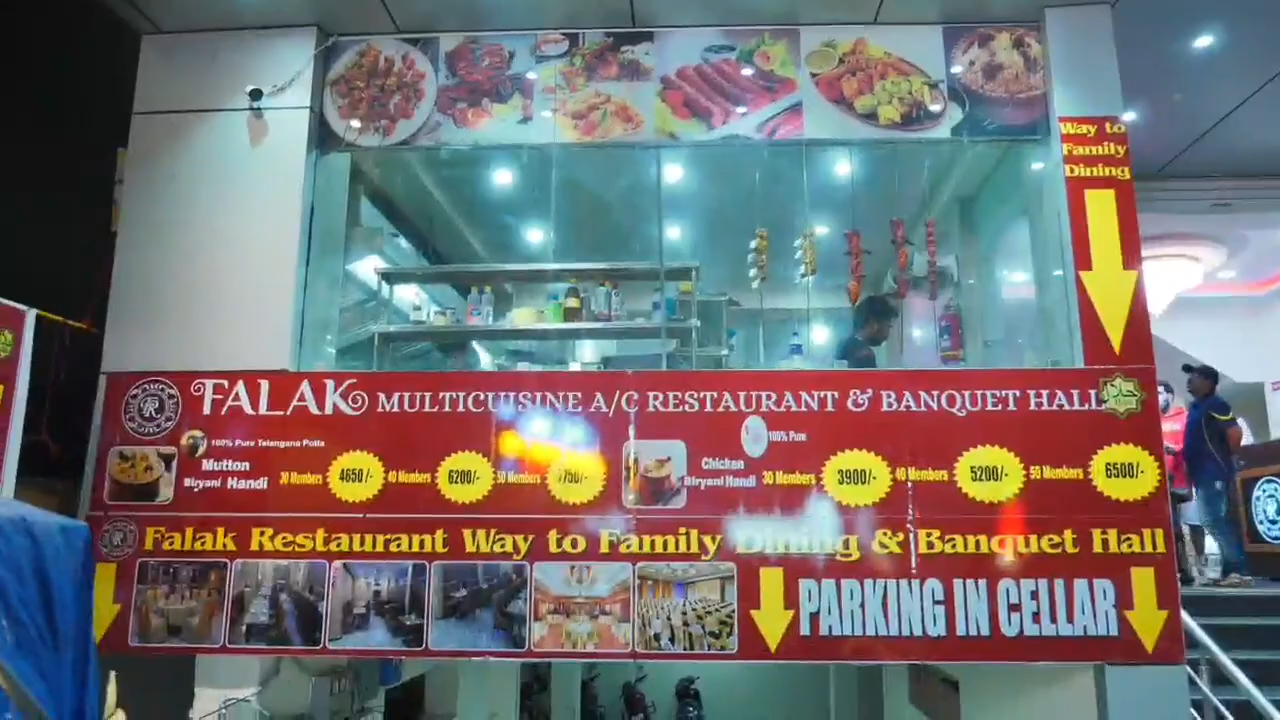 Way to
Family
Dining
FALAK MULTICUISINE A/C RESTAURANT & BANQUET HALL
حلال
100% Pure Telangana Potla
Mutton
Biryani Handi
30 Members 4650/- 40 Members 6200/- 50 Members 7750/-
100% Pure
Chicken
Biryani Handi
30 Members 3900/- 40 Members 5200/- 50 Members 6500/-
Falak Restaurant Way to Family Dining & Banquet Hall
PARKING IN CELLAR